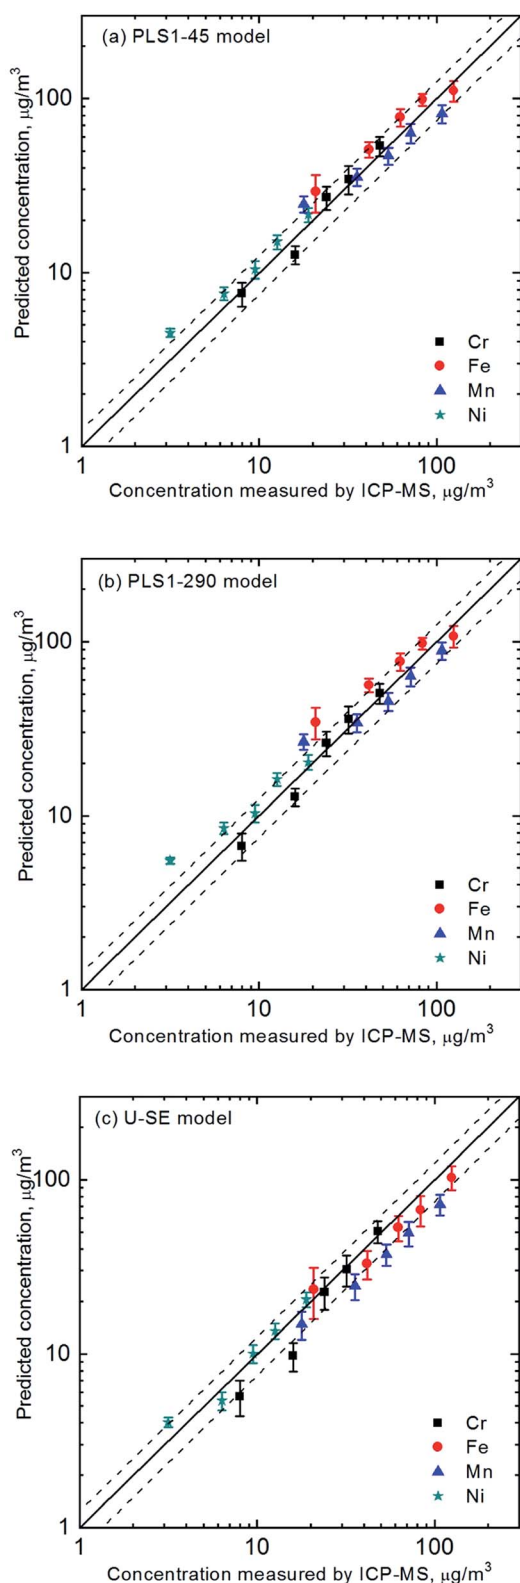 (a) PLS1-45 model
Predicted concentration, μg/m³
100
10
1
Cr
Fe
Mn
Ni
1 10 100
Concentration measured by ICP-MS, μg/m³
(b) PLS1-290 model
Predicted concentration, μg/m³
100
10
1
Cr
Fe
Mn
Ni
1 10 100
Concentration measured by ICP-MS, μg/m³
(c) U-SE model
Predicted concentration, μg/m³
100
10
1
Cr
Fe
Mn
Ni
1 10 100
Concentration measured by ICP-MS, μg/m³